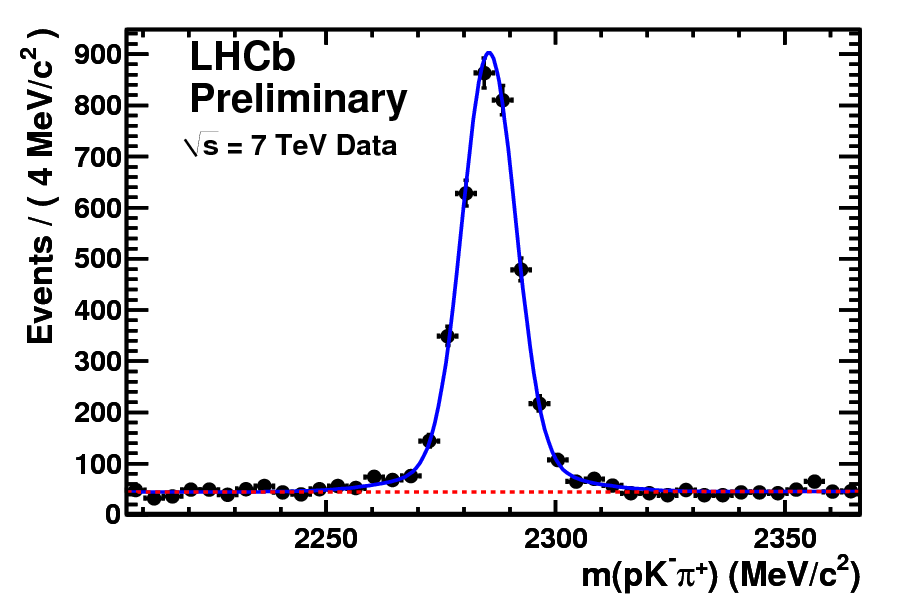 LHCb
Preliminary
√s = 7 TeV Data
Events / ( 4 MeV/c² )
900
800
700
600
500
400
300
200
100
0
2250 2300 2350
m(pK⁻π⁺) (MeV/c²)